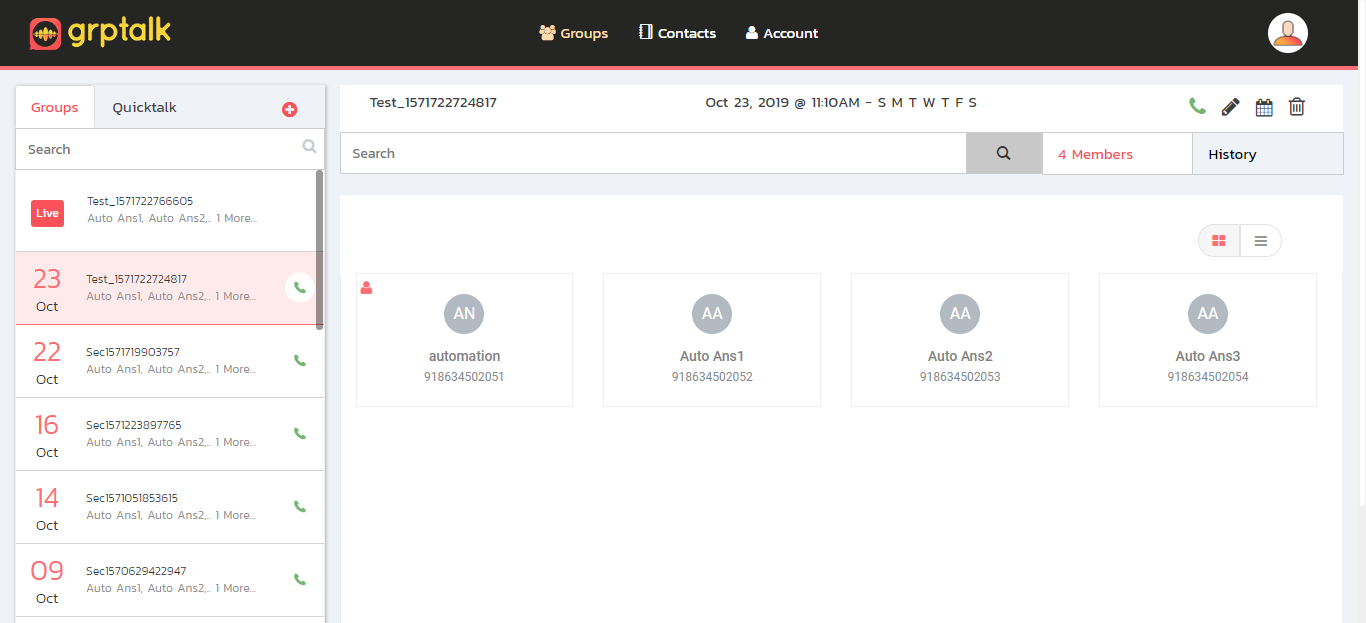 grptalk
Groups
Contacts
Account
Groups
Quicktalk
Search
Live
Test_1571722766605
Auto Ans1, Auto Ans2,.. 1 More...
23
Oct
Test_1571722724817
Auto Ans1, Auto Ans2,.. 1 More...
22
Oct
Sec1571719903757
Auto Ans1, Auto Ans2,.. 1 More...
16
Oct
Sec1571223897765
Auto Ans1, Auto Ans2,.. 1 More...
14
Oct
Sec1571051853615
Auto Ans1, Auto Ans2,.. 1 More...
09
Oct
Sec1570629422947
Auto Ans1, Auto Ans2,.. 1 More...
Test_1571722724817
Oct 23, 2019 @ 11:10AM - S M T W T F S
Search
4 Members
History
AN
automation
918634502051
AA
Auto Ans1
918634502052
AA
Auto Ans2
918634502053
AA
Auto Ans3
918634502054